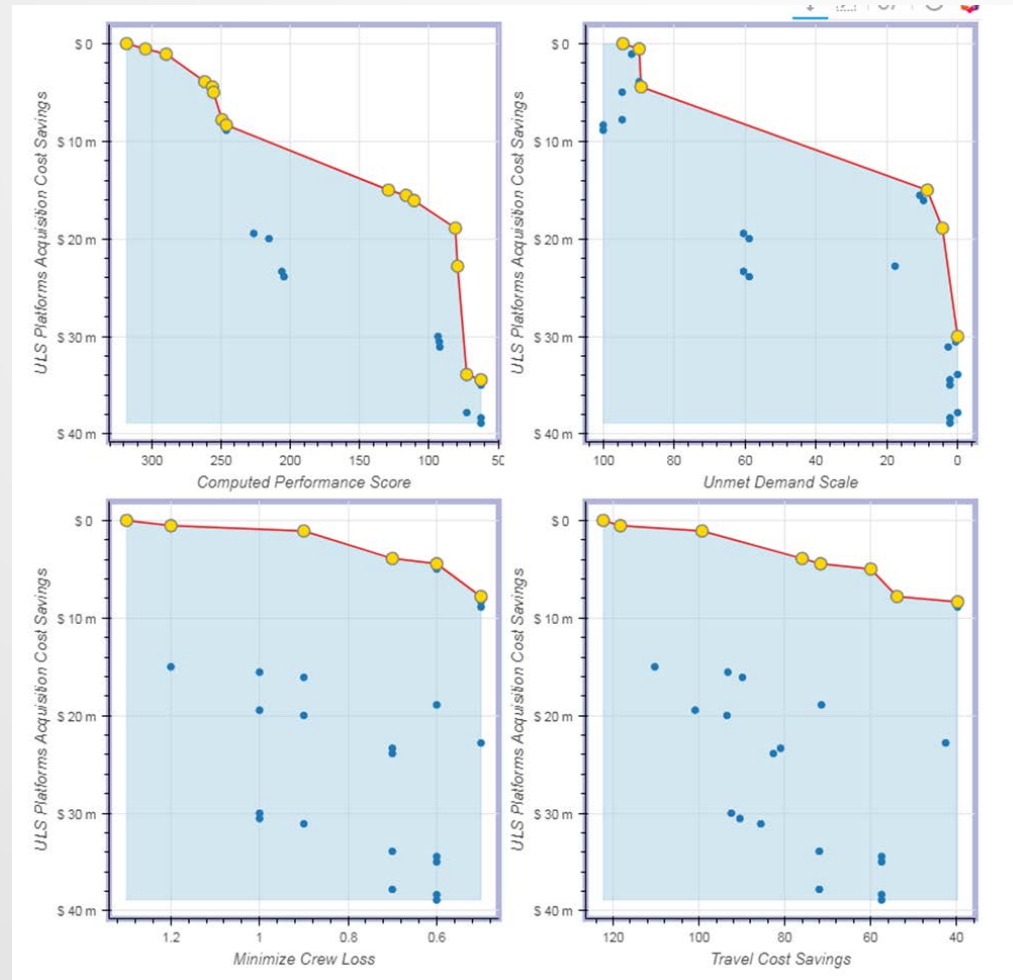 $ 0
$ 10 m
$ 20 m
$ 30 m
$ 40 m
ULS Platforms Acquisition Cost Savings
300 250 200 150 100 50
Computed Performance Score
$ 0
$ 10 m
$ 20 m
$ 30 m
$ 40 m
ULS Platforms Acquisition Cost Savings
100 80 60 40 20 0
Unmet Demand Scale
$ 0
$ 10 m
$ 20 m
$ 30 m
$ 40 m
ULS Platforms Acquisition Cost Savings
1.2 1 0.8 0.6
Minimize Crew Loss
$ 0
$ 10 m
$ 20 m
$ 30 m
$ 40 m
ULS Platforms Acquisition Cost Savings
120 100 80 60 40
Travel Cost Savings